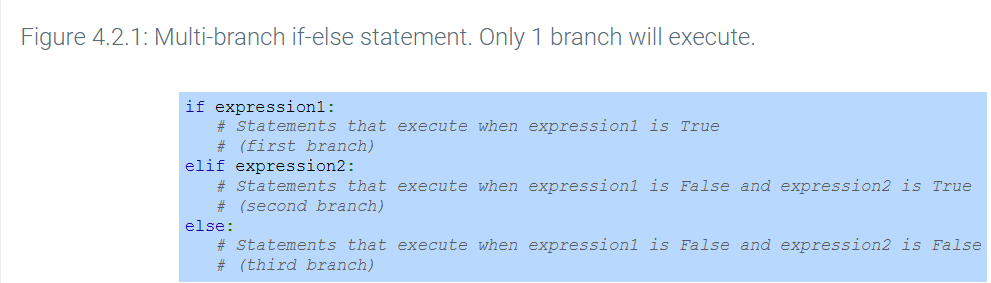 Figure 4.2.1: Multi-branch if-else statement. Only 1 branch will execute.
if expression1:
# Statements that execute when expression1 is True
# (first branch)
elif expression2:
# Statements that execute when expression1 is False and expression2 is True
# (second branch)
else:
# Statements that execute when expression1 is False and expression2 is False
# (third branch)